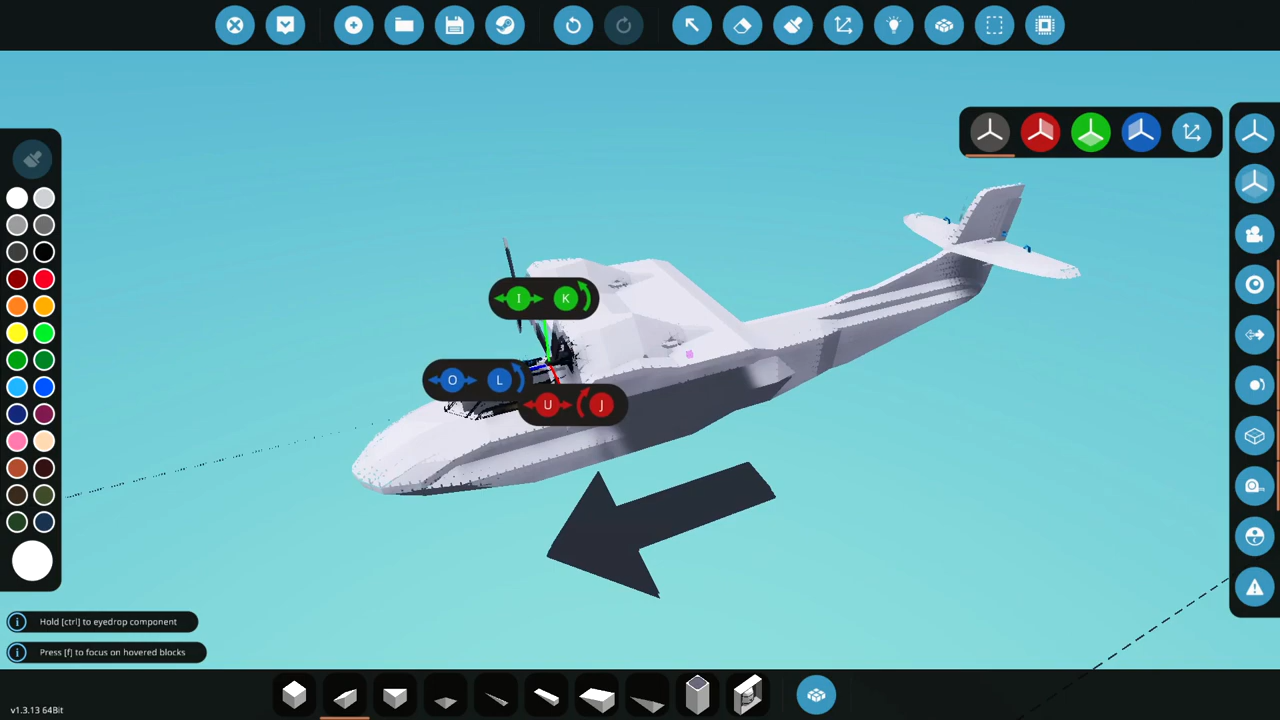 I K
O L
U J
Hold [ctrl] to eyedrop component
Press [f] to focus on hovered blocks
v1.3.13 64Bit